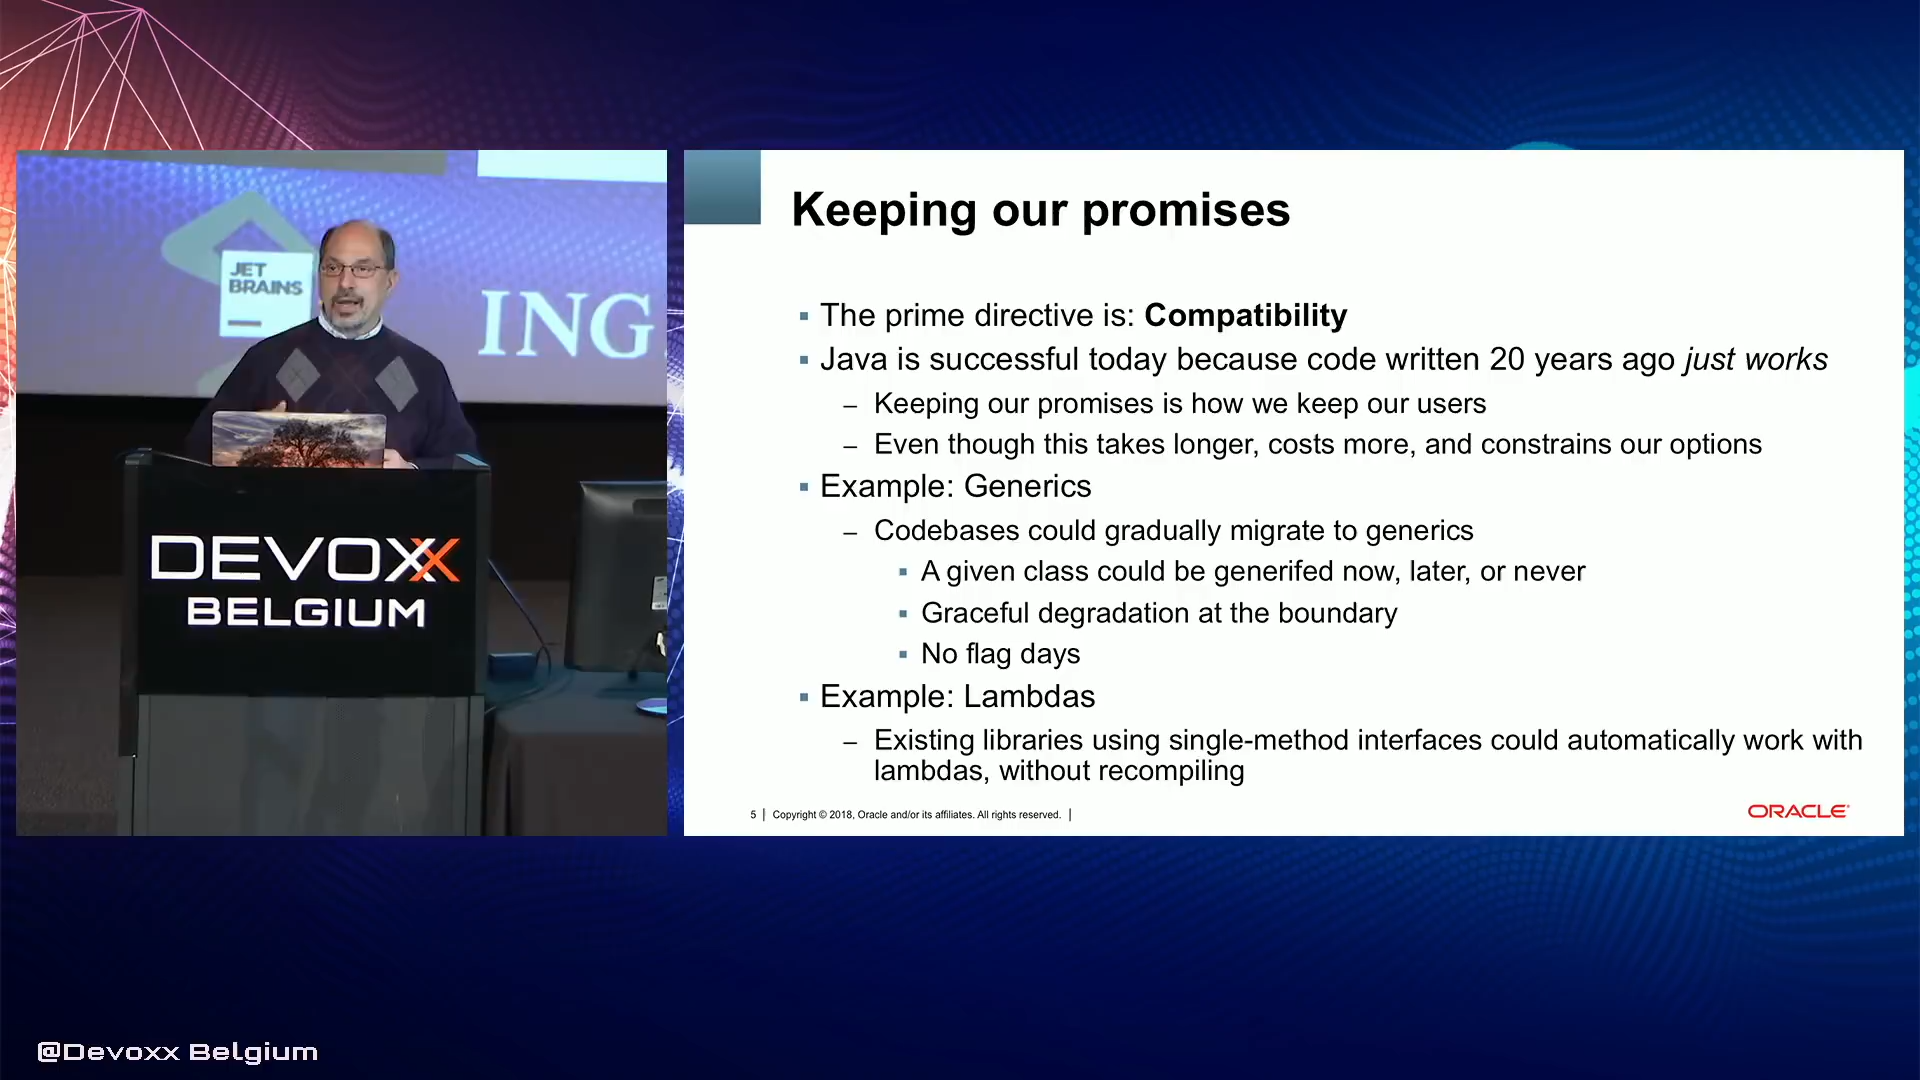 JET
BRAINS
ING
DEVOXX
BELGIUM
Keeping our promises
▪ The prime directive is: Compatibility
▪ Java is successful today because code written 20 years ago just works
– Keeping our promises is how we keep our users
– Even though this takes longer, costs more, and constrains our options
▪ Example: Generics
– Codebases could gradually migrate to generics
▪ A given class could be generifed now, later, or never
▪ Graceful degradation at the boundary
▪ No flag days
▪ Example: Lambdas
– Existing libraries using single-method interfaces could automatically work with
lambdas, without recompiling
5 | Copyright © 2018, Oracle and/or its affiliates. All rights reserved. |
ORACLE®
@Devoxx Belgium